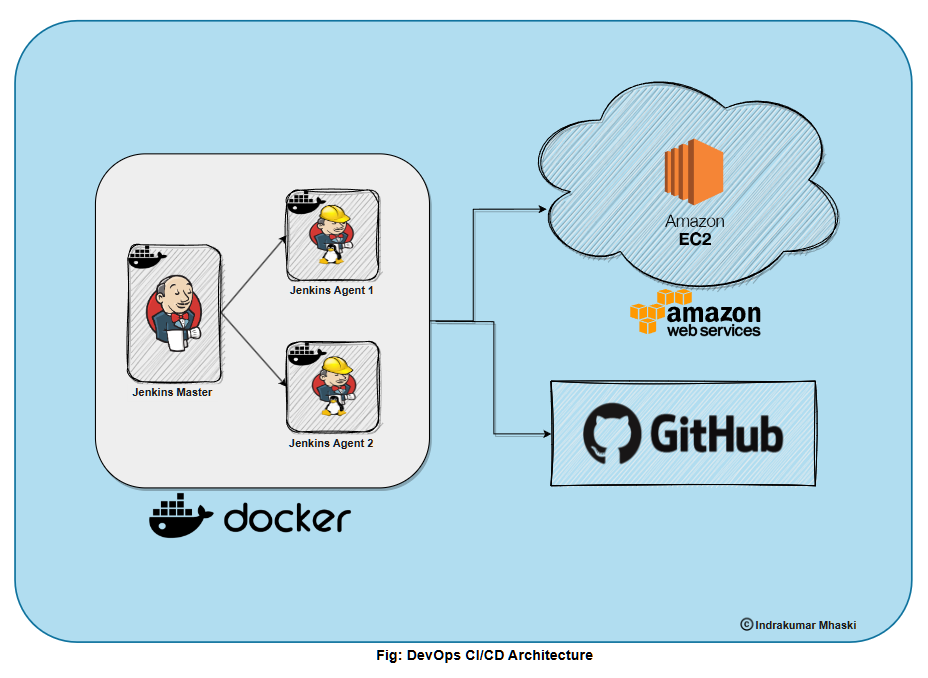 Jenkins Master
Jenkins Agent 1
Jenkins Agent 2
docker
Amazon
EC2
amazon
web services
GitHub
©Indrakumar Mhaski
Fig: DevOps CI/CD Architecture